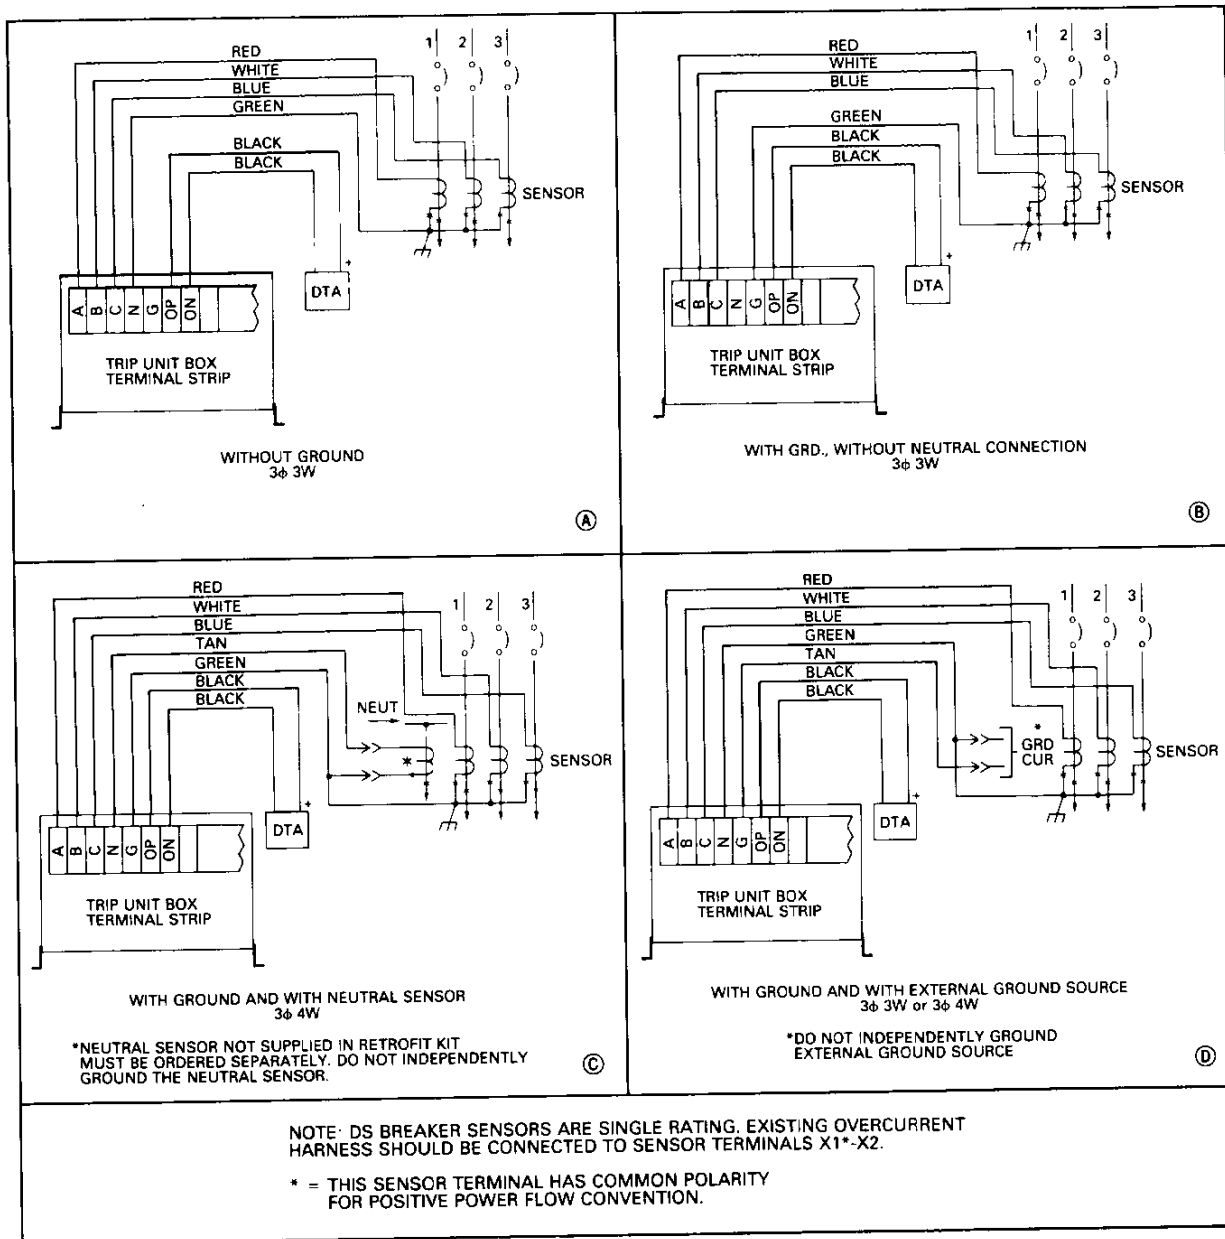 1 2 3
RED
WHITE
BLUE
GREEN
BLACK
BLACK
SENSOR
+
DTA
A B C N G OP ON
TRIP UNIT BOX
TERMINAL STRIP
WITHOUT GROUND
3ϕ 3W
Ⓐ
1 2 3
RED
WHITE
BLUE
GREEN
BLACK
BLACK
SENSOR
+
DTA
A B C N G OP ON
TRIP UNIT BOX
TERMINAL STRIP
WITH GRD., WITHOUT NEUTRAL CONNECTION
3ϕ 3W
Ⓑ
RED
WHITE
BLUE
TAN
GREEN
BLACK
BLACK
1 2 3
NEUT
*
SENSOR
+
DTA
A B C N G OP ON
TRIP UNIT BOX
TERMINAL STRIP
WITH GROUND AND WITH NEUTRAL SENSOR
3ϕ 4W
*NEUTRAL SENSOR NOT SUPPLIED IN RETROFIT KIT
MUST BE ORDERED SEPARATELY. DO NOT INDEPENDENTLY
GROUND THE NEUTRAL SENSOR.
Ⓒ
RED
WHITE
BLUE
GREEN
TAN
BLACK
BLACK
1 2 3
*
GRD
CUR
SENSOR
+
DTA
A B C N G OP ON
TRIP UNIT BOX
TERMINAL STRIP
WITH GROUND AND WITH EXTERNAL GROUND SOURCE
3ϕ 3W or 3ϕ 4W
*DO NOT INDEPENDENTLY GROUND
EXTERNAL GROUND SOURCE
Ⓓ
NOTE: DS BREAKER SENSORS ARE SINGLE RATING. EXISTING OVERCURRENT
HARNESS SHOULD BE CONNECTED TO SENSOR TERMINALS X1*-X2.
* = THIS SENSOR TERMINAL HAS COMMON POLARITY
FOR POSITIVE POWER FLOW CONVENTION.